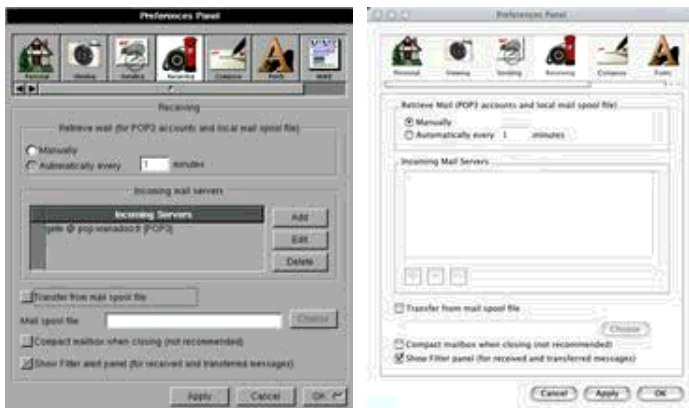 Preferences Panel
Personal Viewing Sending Receiving Compose Fonts MIME
Receiving
Retrieve mail (for POP3 accounts and local mail spool file)
Manually
Automatically every 1 minutes
Incoming mail servers
Incoming Servers
@ pop.wanadoo.fr [POP3]
Add
Edit
Delete
Transfer from mail spool file
Mail spool file
Choose
Compact mailbox when closing (not recommended)
Show Filter panel (for received and transferred messages)
Apply Cancel OK
Preferences Panel
Personal Viewing Sending Receiving Compose Fonts
Retrieve Mail (POP3 accounts and local mail spool file)
Manually
Automatically every 1 minutes
Incoming Mail Servers
Transfer from mail spool file
Choose
Compact mailbox when closing (not recommended)
Show Filter panel (for received and transferred messages)
Cancel Apply OK